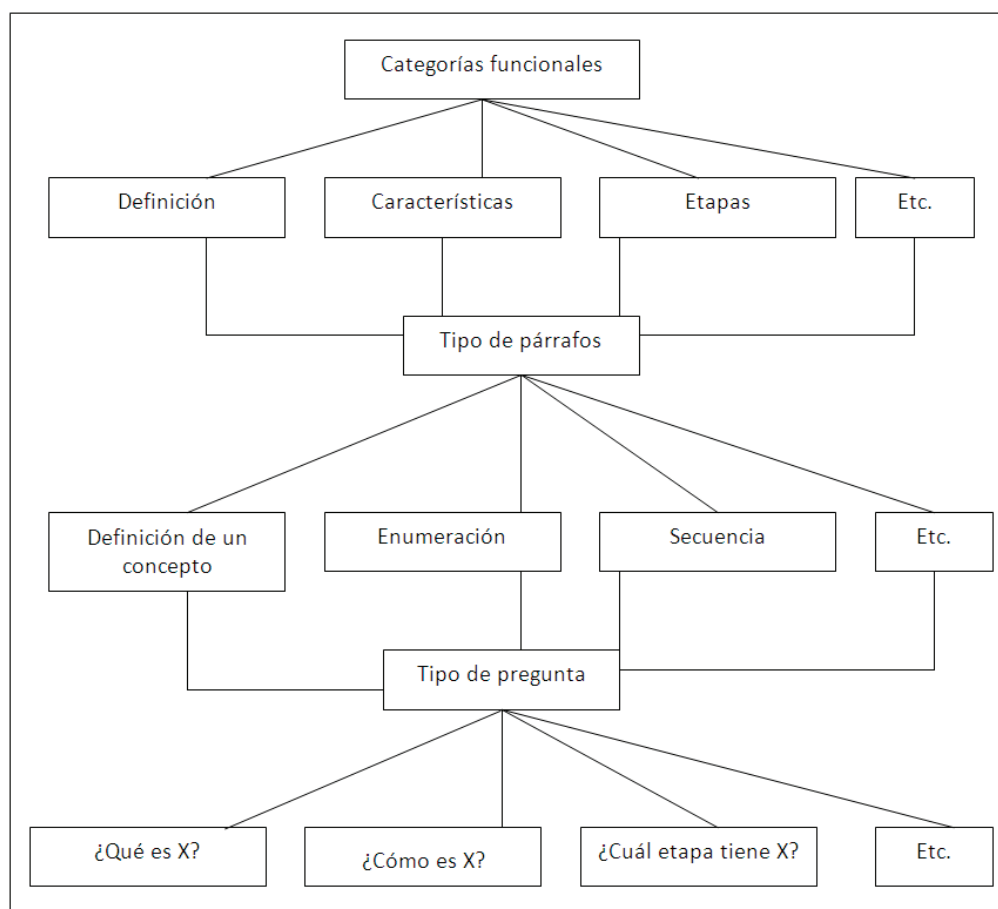 Categorías funcionales
Definición
Características
Etapas
Etc.
Tipo de párrafos
Definición de un
concepto
Enumeración
Secuencia
Etc.
Tipo de pregunta
¿Qué es X?
¿Cómo es X?
¿Cuál etapa tiene X?
Etc.